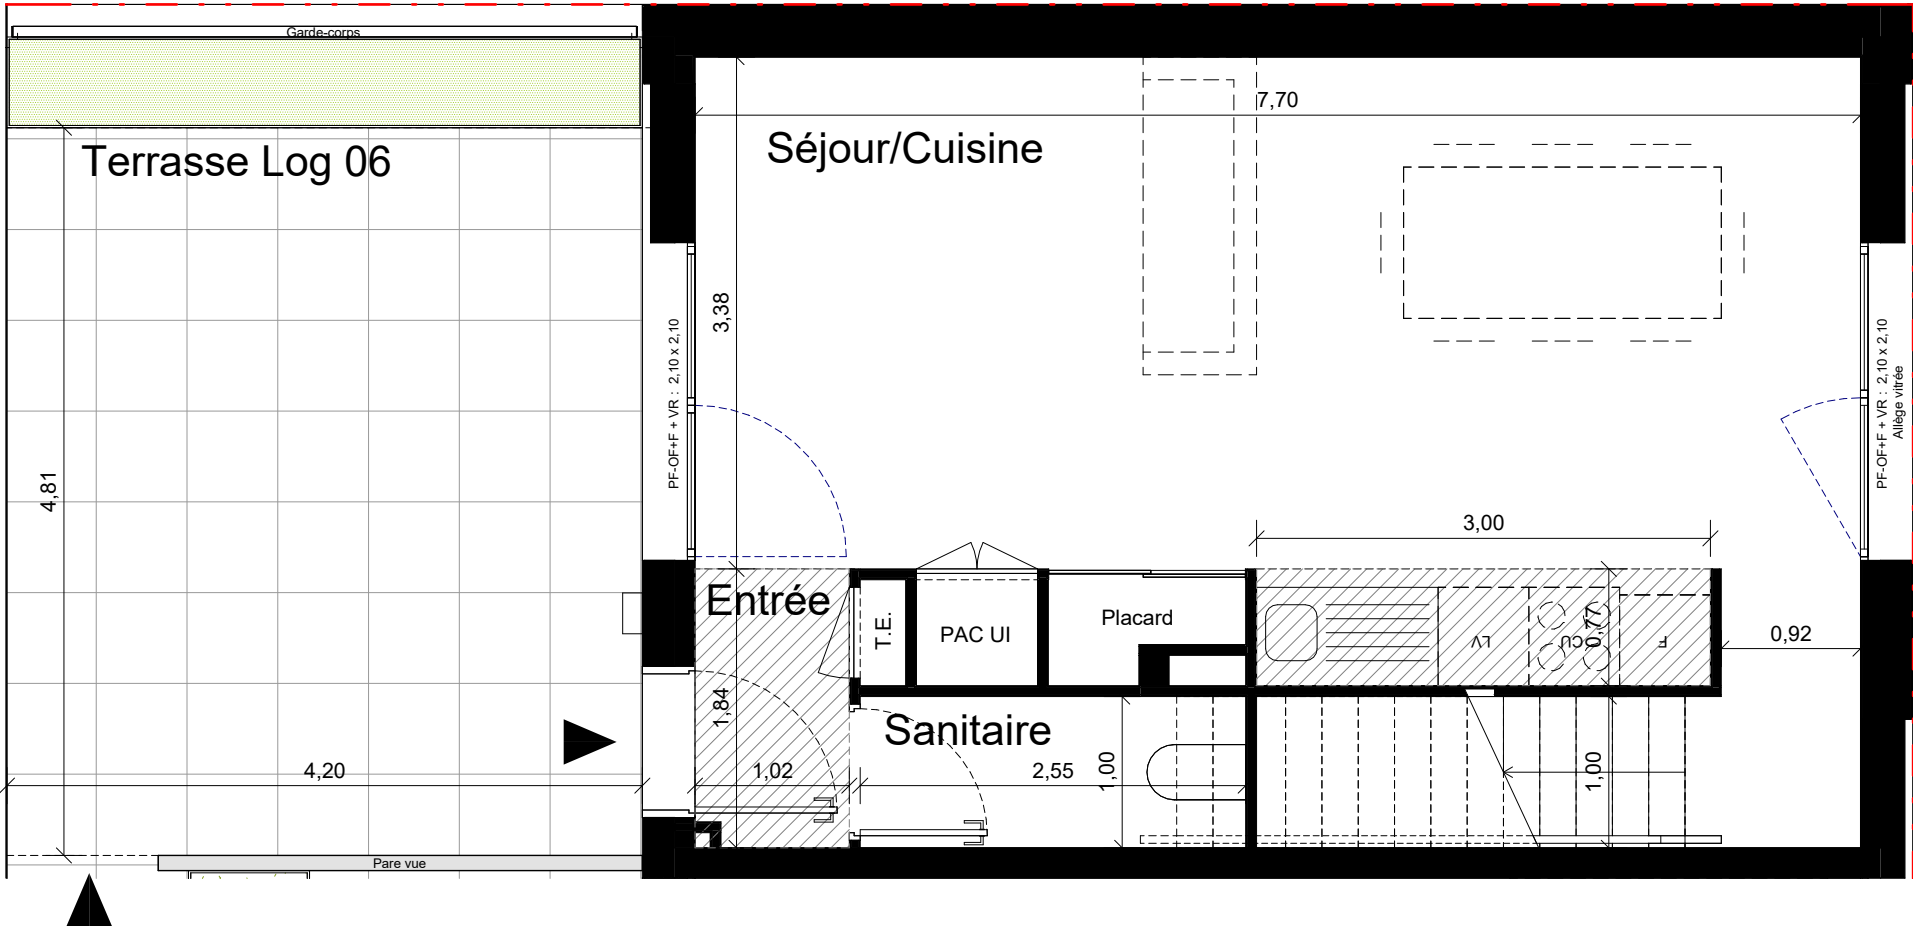 Garde-corps
Terrasse Log 06
Séjour/Cuisine
7,70
3,38
4,81
PF-OF+F + VR : 2,10 x 2,10
PF-OF+F + VR : 2,10 x 2,10
Allège vitrée
3,00
Entrée
T.E.
PAC UI
Placard
LV
CU
0,77
F
0,92
1,84
Sanitaire
4,20
1,02
2,55
1,00
1,00
Pare vue